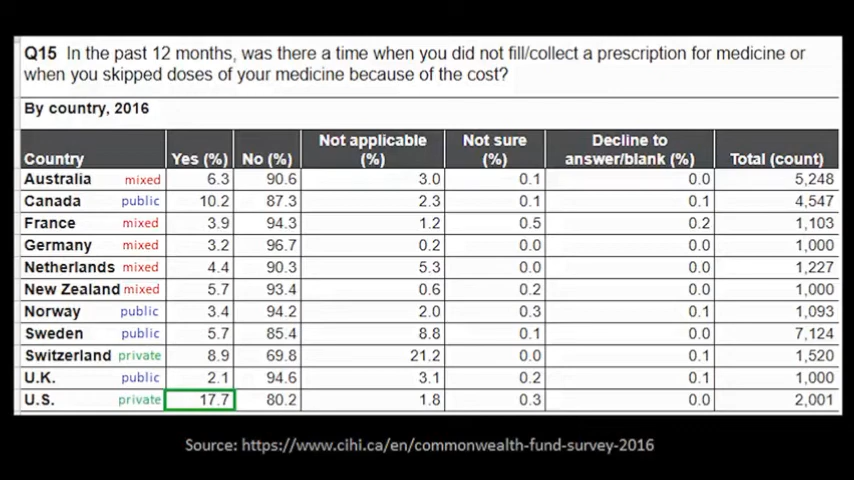 Q15 In the past 12 months, was there a time when you did not fill/collect a prescription for medicine or
when you skipped doses of your medicine because of the cost?
By country, 2016
Country Yes (%) No (%) Not applicable (%) Not sure (%) Decline to answer/blank (%) Total (count)
Australia mixed 6.3 90.6 3.0 0.1 0.0 5,248
Canada public 10.2 87.3 2.3 0.1 0.1 4,547
France mixed 3.9 94.3 1.2 0.5 0.2 1,103
Germany mixed 3.2 96.7 0.2 0.0 0.0 1,000
Netherlands mixed 4.4 90.3 5.3 0.0 0.0 1,227
New Zealand mixed 5.7 93.4 0.6 0.2 0.0 1,000
Norway public 3.4 94.2 2.0 0.3 0.1 1,093
Sweden public 5.7 85.4 8.8 0.1 0.0 7,124
Switzerland private 8.9 69.8 21.2 0.0 0.1 1,520
U.K. public 2.1 94.6 3.1 0.2 0.1 1,000
U.S. private 17.7 80.2 1.8 0.3 0.0 2,001
Source: https://www.cihi.ca/en/commonwealth-fund-survey-2016